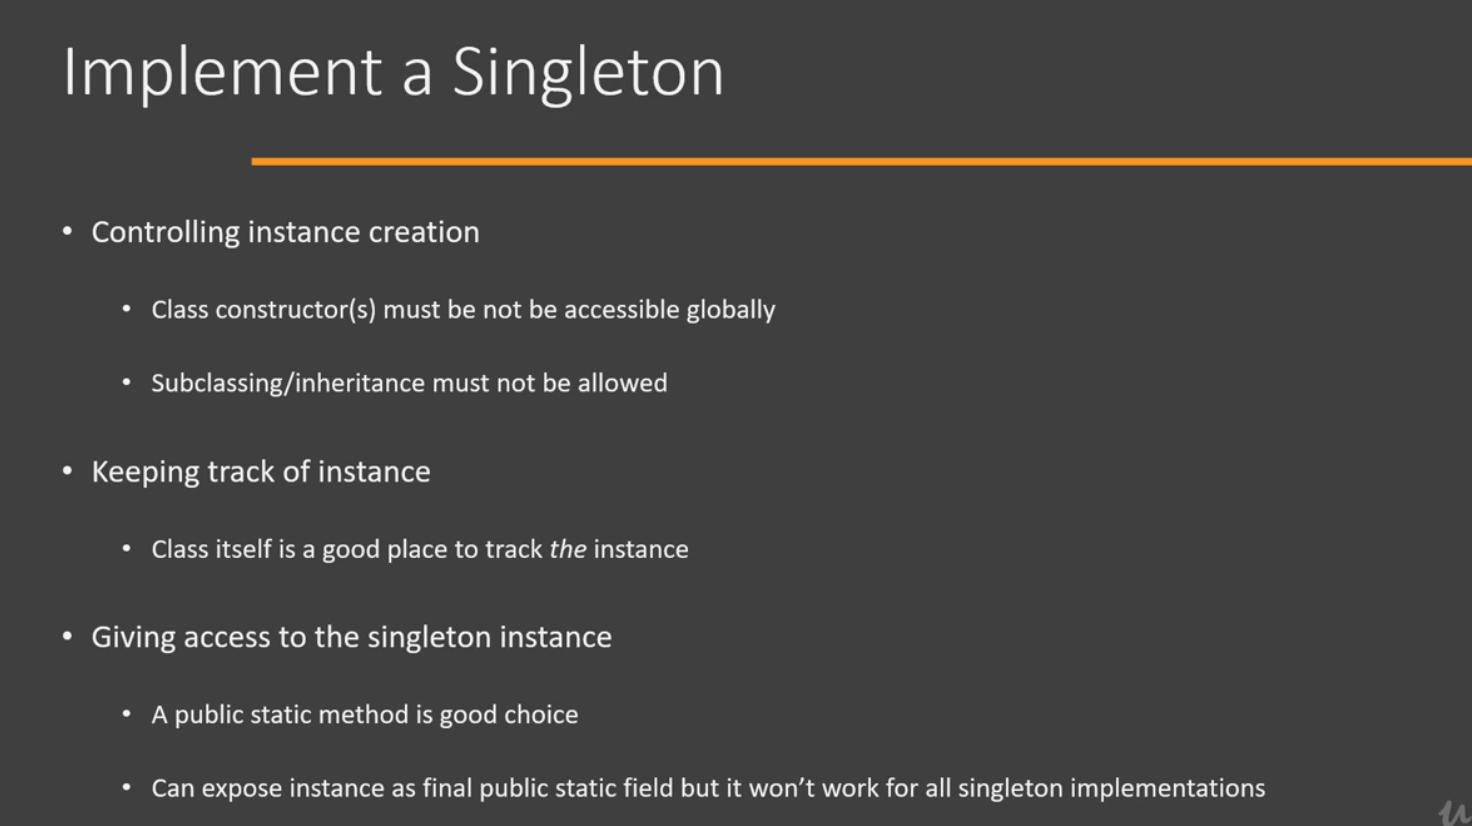 Implement a Singleton
• Controlling instance creation
• Class constructor(s) must be not be accessible globally
• Subclassing/inheritance must not be allowed
• Keeping track of instance
• Class itself is a good place to track the instance
• Giving access to the singleton instance
• A public static method is good choice
• Can expose instance as final public static field but it won't work for all singleton implementations